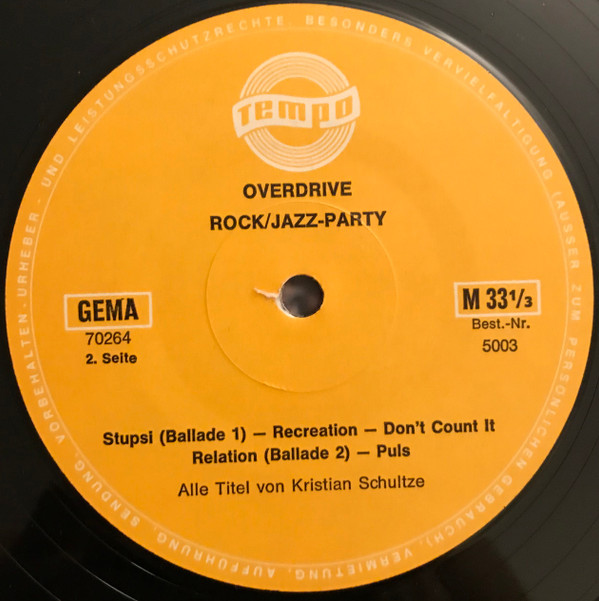 URHEBER - UND LEISTUNGSSCHUTZRECHTE, BESONDERS VERVIELFÄLTIGUNG (AUSSER ZUM PERSÖNLICHEN GEBRAUCH), VERMIETUNG, AUFFÜHRUNG, SENDUNG, VORBEHALTEN ·
TEMPO
OVERDRIVE
ROCK/JAZZ-PARTY
GEMA
70264
2. Seite
M 33 1/3
Best.-Nr.
5003
Stupsi (Ballade 1) — Recreation — Don't Count It
Relation (Ballade 2) — Puls
Alle Titel von Kristian Schultze